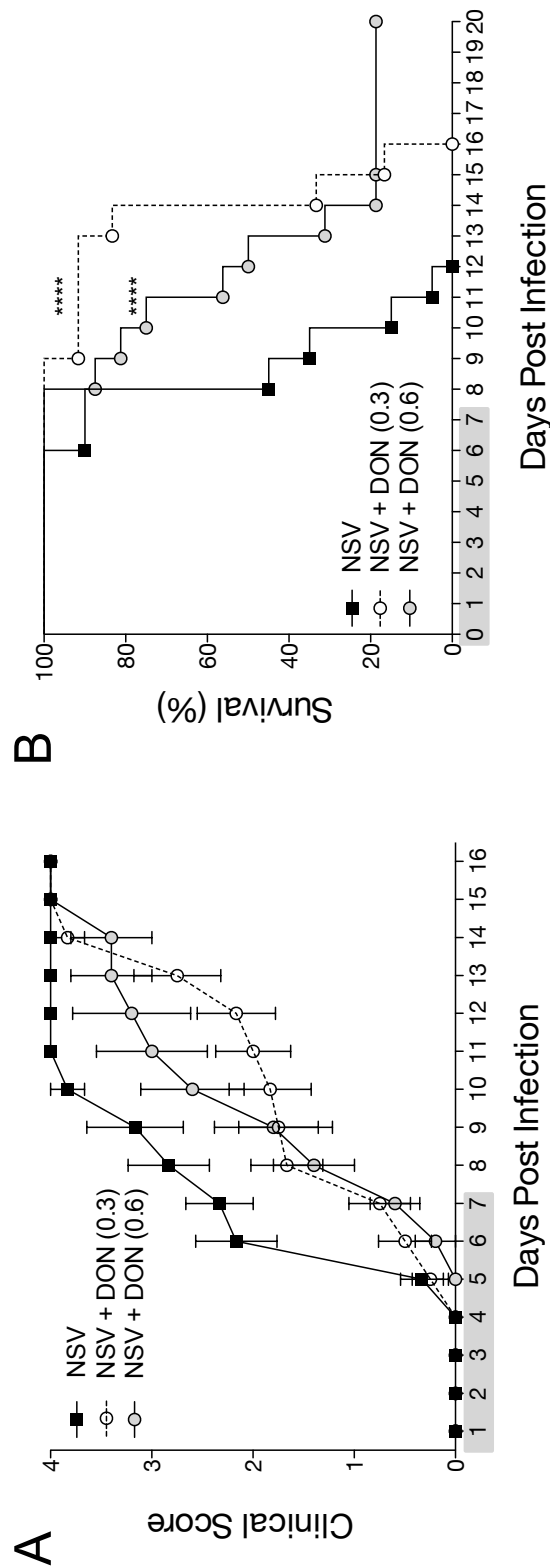 A
Clinical Score
4
3
2
1
0
NSV
NSV + DON (0.3)
NSV + DON (0.6)
1 2 3 4 5 6 7 8 9 10 11 12 13 14 15 16
Days Post Infection
B
Survival (%)
100
80
60
40
20
0
****
****
NSV
NSV + DON (0.3)
NSV + DON (0.6)
0 1 2 3 4 5 6 7 8 9 10 11 12 13 14 15 16 17 18 19 20
Days Post Infection